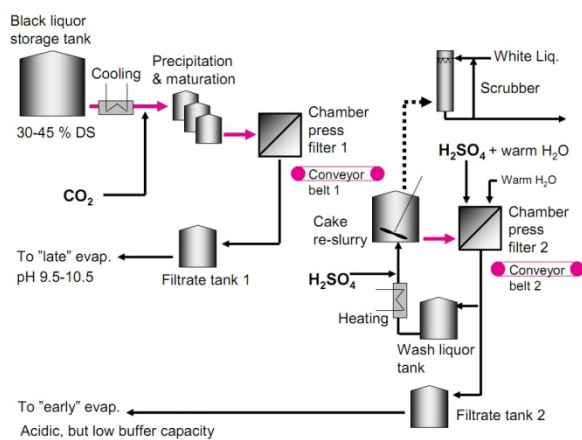 Black liquor
storage tank
Cooling
30-45 % DS
Precipitation
& maturation
CO₂
Chamber
press
filter 1
Conveyor
belt 1
Filtrate tank 1
To "late" evap.
pH 9.5-10.5
White Liq.
Scrubber
H₂SO₄ + warm H₂O
Warm H₂O
Cake
re-slurry
Chamber
press
filter 2
Conveyor
belt 2
H₂SO₄
Heating
Wash liquor
tank
Filtrate tank 2
To "early" evap.
Acidic, but low buffer capacity